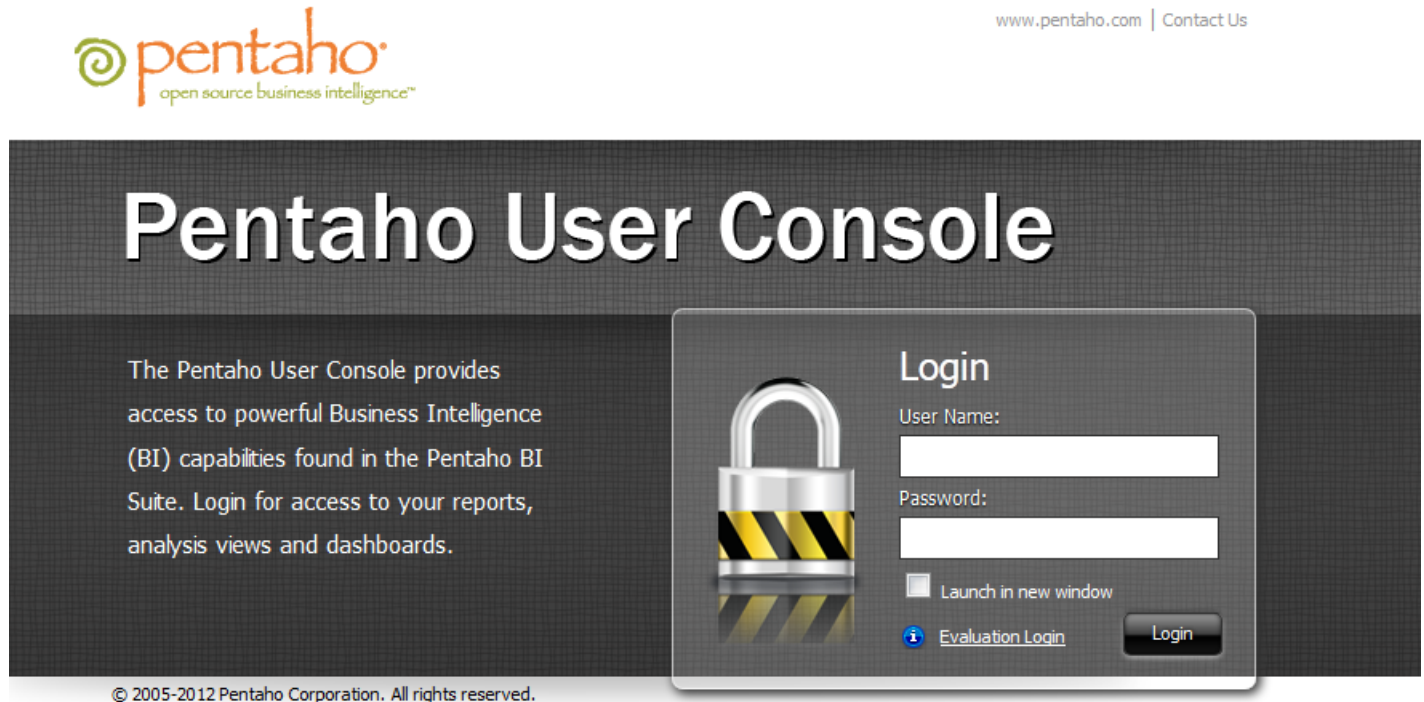 www.pentaho.com | Contact Us
pentaho®
open source business intelligence™
Pentaho User Console
The Pentaho User Console provides
access to powerful Business Intelligence
(BI) capabilities found in the Pentaho BI
Suite. Login for access to your reports,
analysis views and dashboards.
Login
User Name:
Password:
Launch in new window
Evaluation Login
Login
© 2005-2012 Pentaho Corporation. All rights reserved.